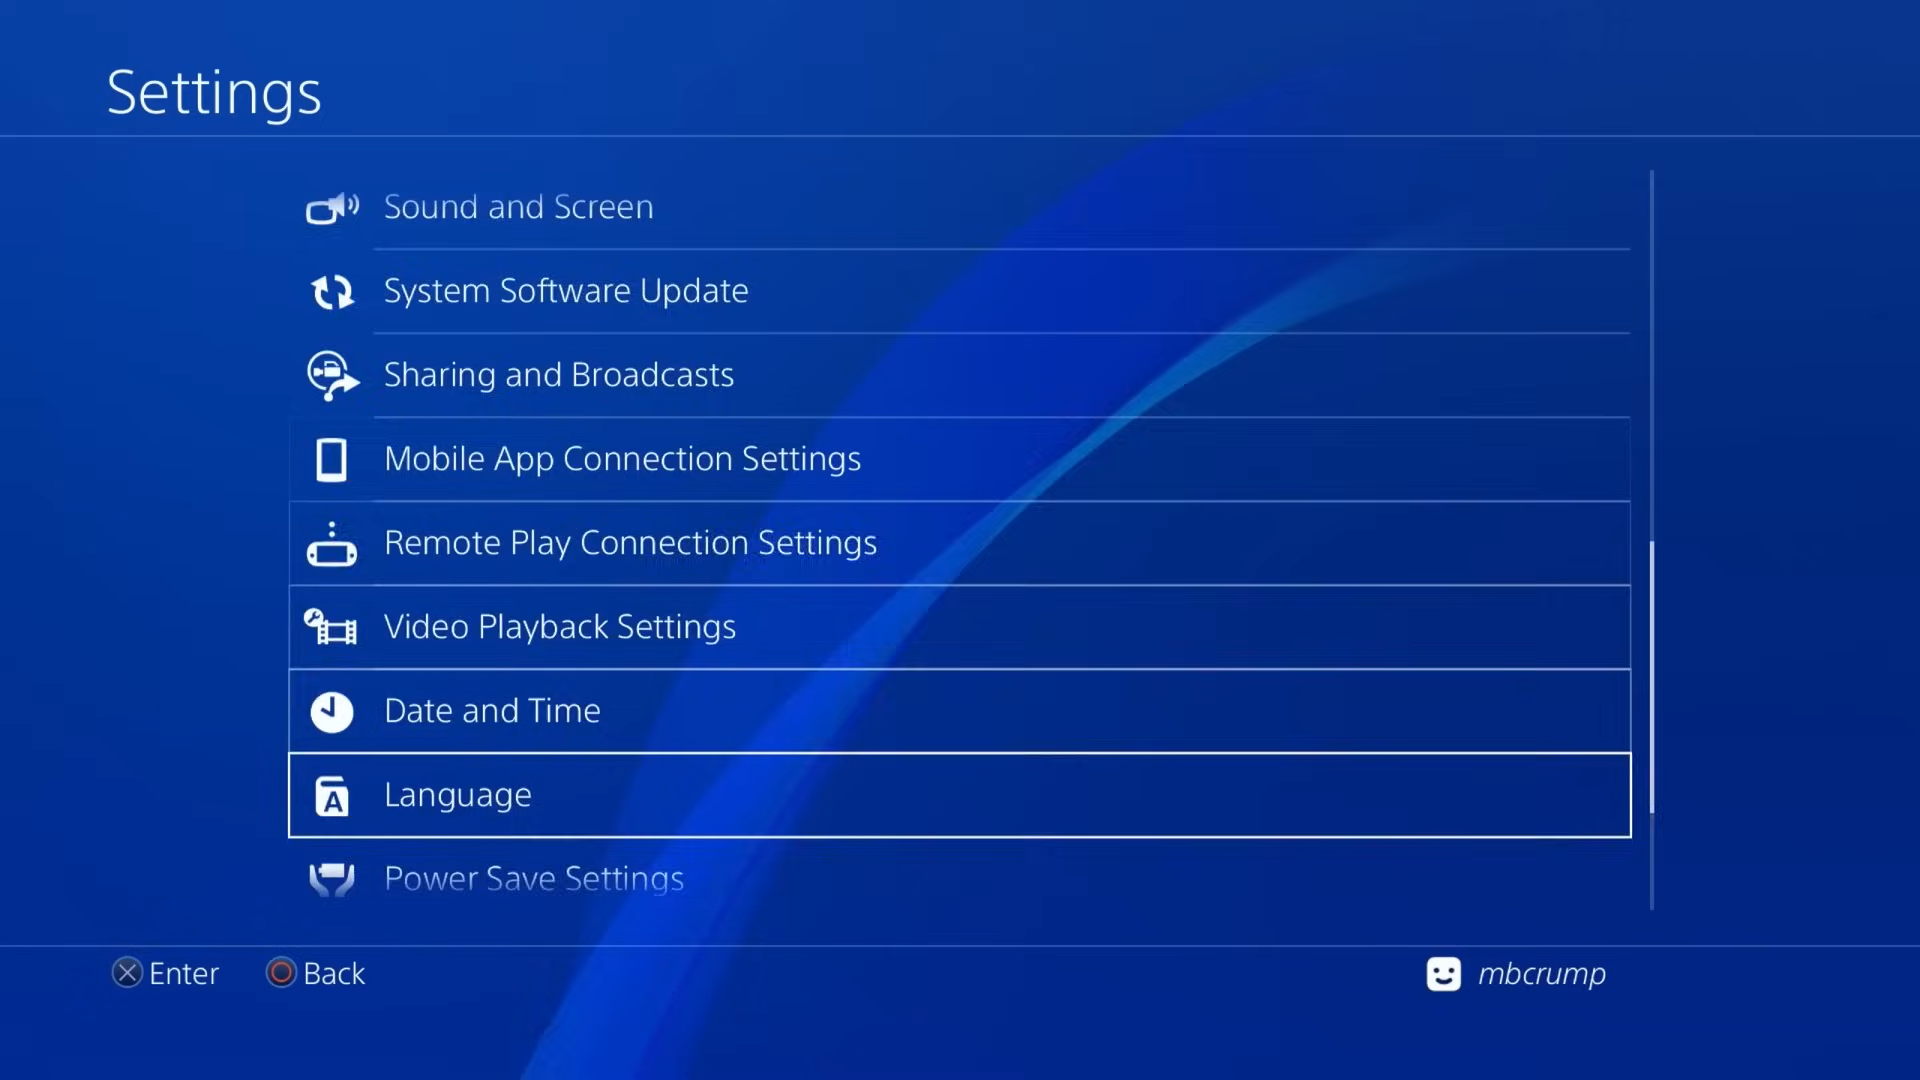 Settings
Sound and Screen
System Software Update
Sharing and Broadcasts
Mobile App Connection Settings
Remote Play Connection Settings
Video Playback Settings
Date and Time
A Language
Power Save Settings
Enter Back mbcrump